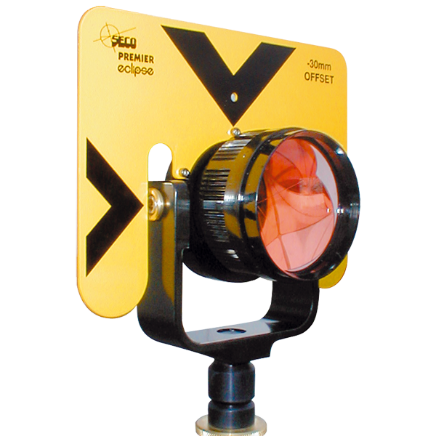 SECO
PREMIER
eclipse
-30mm
OFFSET